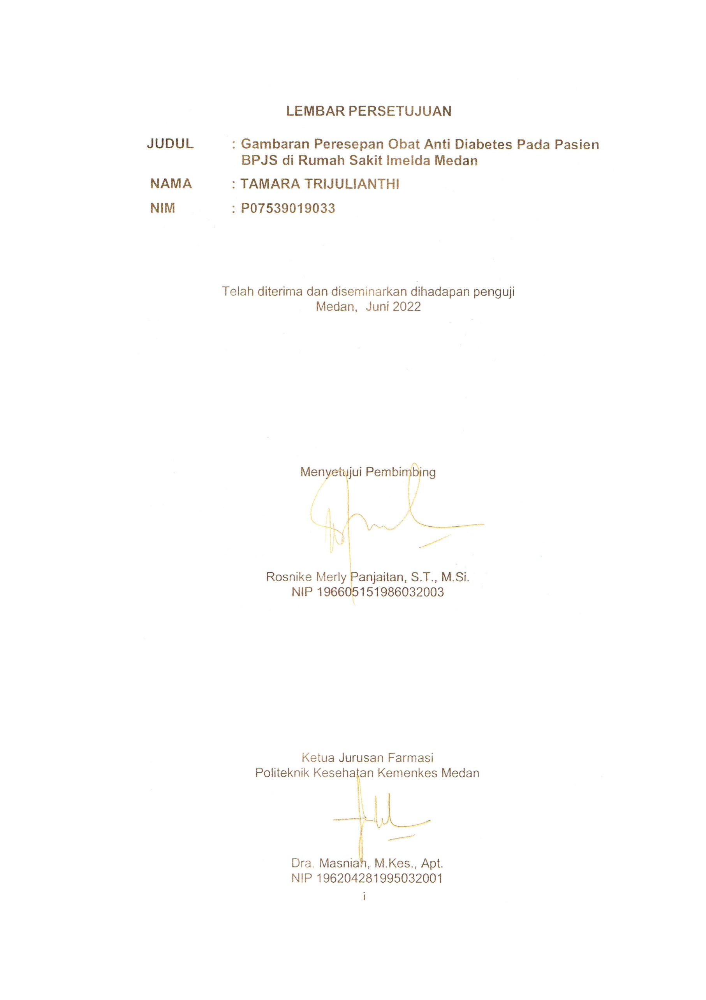 LEMBAR PERSETUJUAN
JUDUL : Gambaran Peresepan Obat Anti Diabetes Pada Pasien
BPJS di Rumah Sakit Imelda Medan
NAMA : TAMARA TRIJULIANTHI
NIM : P07539019033
Telah diterima dan diseminarkan dihadapan penguji
Medan, Juni 2022
Menyetujui Pembimbing
Rosnike Merly Panjaitan, S.T., M.Si.
NIP 196605151986032003
Ketua Jurusan Farmasi
Politeknik Kesehatan Kemenkes Medan
Dra. Masniah, M.Kes., Apt.
NIP 196204281995032001
i